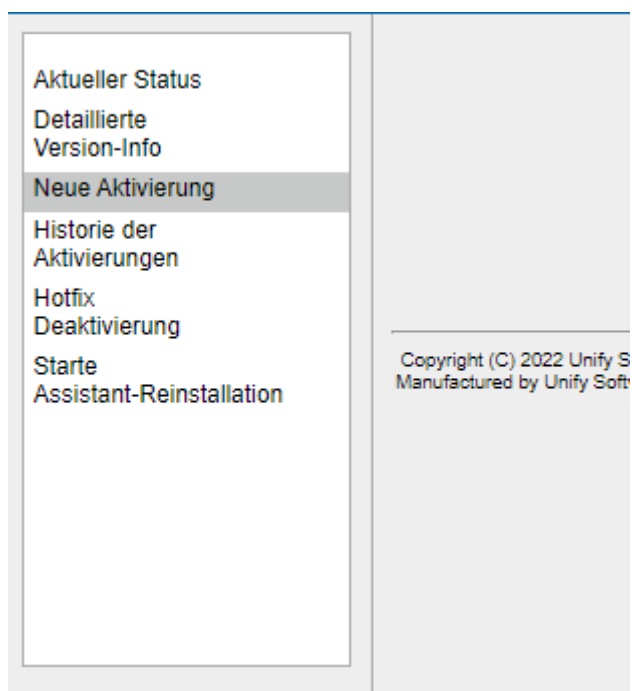 Aktueller Status
Detaillierte
Version-Info
Neue Aktivierung
Historie der
Aktivierungen
Hotfix
Deaktivierung
Starte
Assistant-Reinstallation
Copyright (C) 2022 Unify
Manufactured by Unify